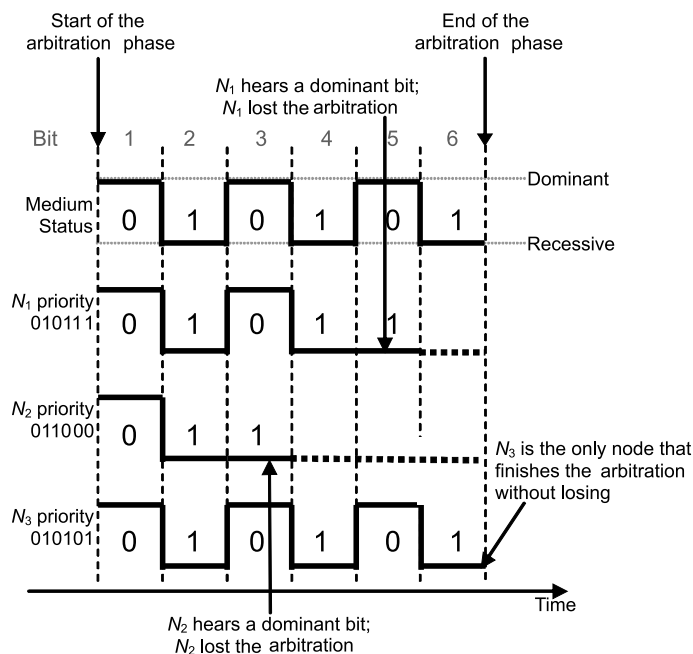 Start of the
arbitration phase
End of the
arbitration phase
N1 hears a dominant bit;
N1 lost the arbitration
Bit 1 2 3 4 5 6
Dominant
Medium
Status
0 1 0 1 0 1
Recessive
N1 priority
010111
0 1 0 1 1
N2 priority
011000
0 1 1
N3 is the only node that
finishes the arbitration
without losing
N3 priority
010101
0 1 0 1 0 1
Time
N2 hears a dominant bit;
N2 lost the arbitration